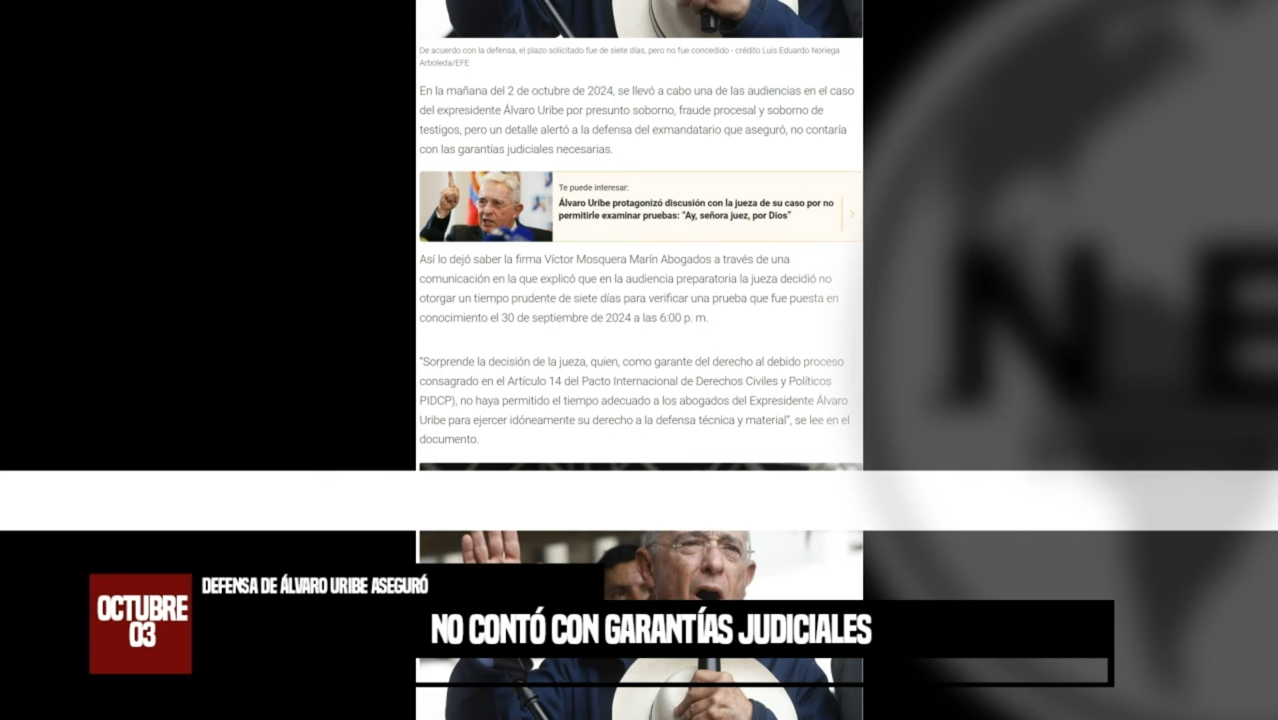 De acuerdo con la defensa, el plazo solicitado fue de siete días, pero no fue concedido - crédito Luis Eduardo Noriega
Arboleda/EFE
En la mañana del 2 de octubre de 2024, se llevó a cabo una de las audiencias en el caso
del expresidente Álvaro Uribe por presunto soborno, fraude procesal y soborno de
testigos, pero un detalle alertó a la defensa del exmandatario que aseguró, no contaría
con las garantías judiciales necesarias.
Te puede interesar:
Álvaro Uribe protagonizó discusión con la jueza de su caso por no
permitirle examinar pruebas: “Ay, señora juez, por Dios”
Así lo dejó saber la firma Víctor Mosquera Marín Abogados a través de una
comunicación en la que explicó que en la audiencia preparatoria la jueza decidió no
otorgar un tiempo prudente de siete días para verificar una prueba que fue puesta en
conocimiento el 30 de septiembre de 2024 a las 6:00 p. m.
“Sorprende la decisión de la jueza, quien, como garante del derecho al debido proceso
consagrado en el Artículo 14 del Pacto Internacional de Derechos Civiles y Políticos
PIDCP), no haya permitido el tiempo adecuado a los abogados del Expresidente Álvaro
Uribe para ejercer idóneamente su derecho a la defensa técnica y material”, se lee en el
documento.
NE
DEFENSA DE ÁLVARO URIBE ASEGURÓ
OCTUBRE
03
NO CONTÓ CON GARANTÍAS JUDICIALES